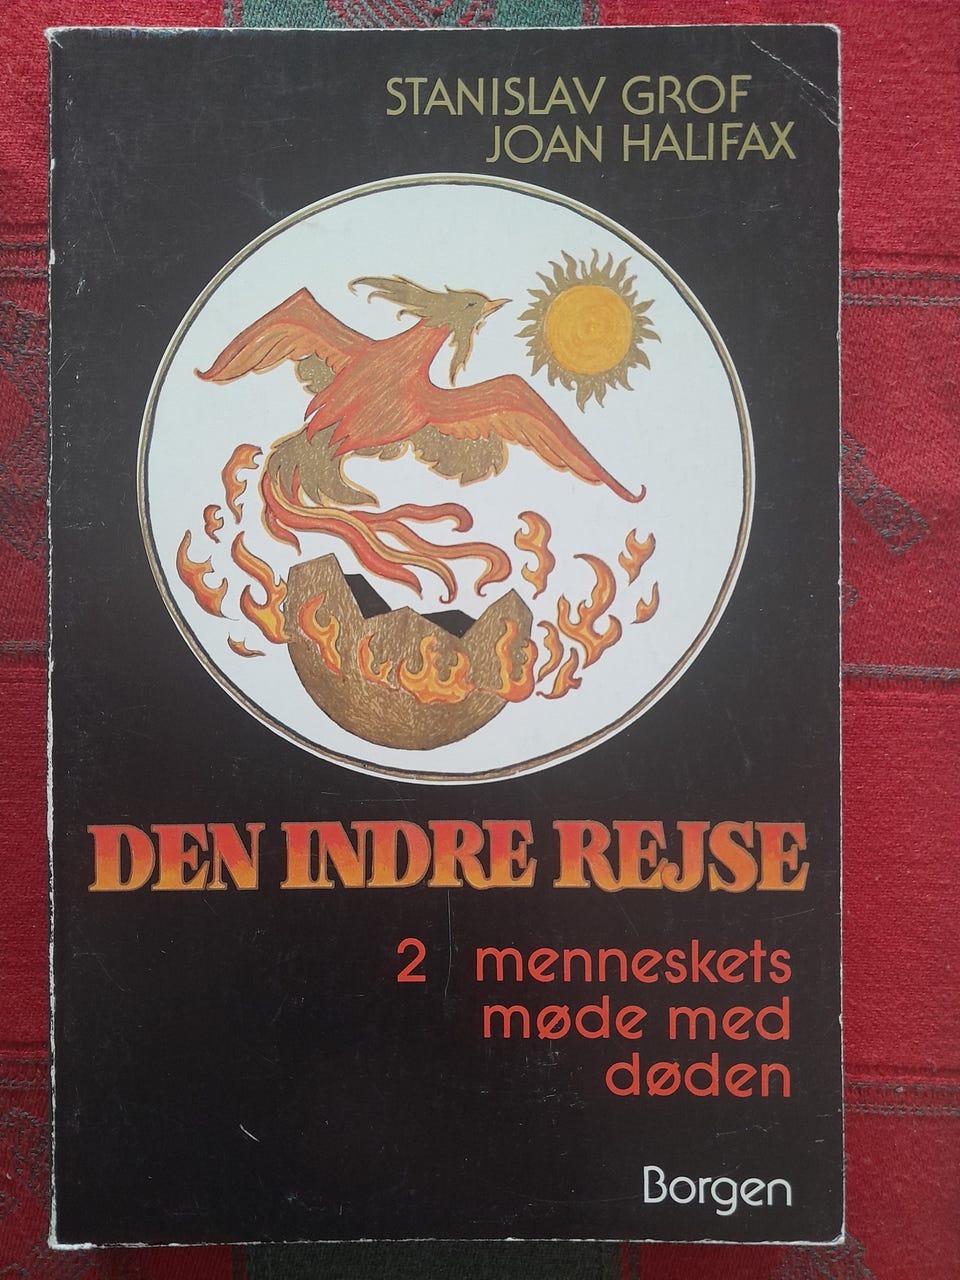 STANISLAV GROF
JOAN HALIFAX
DEN INDRE REJSE
2 menneskets
møde med
døden
Borgen